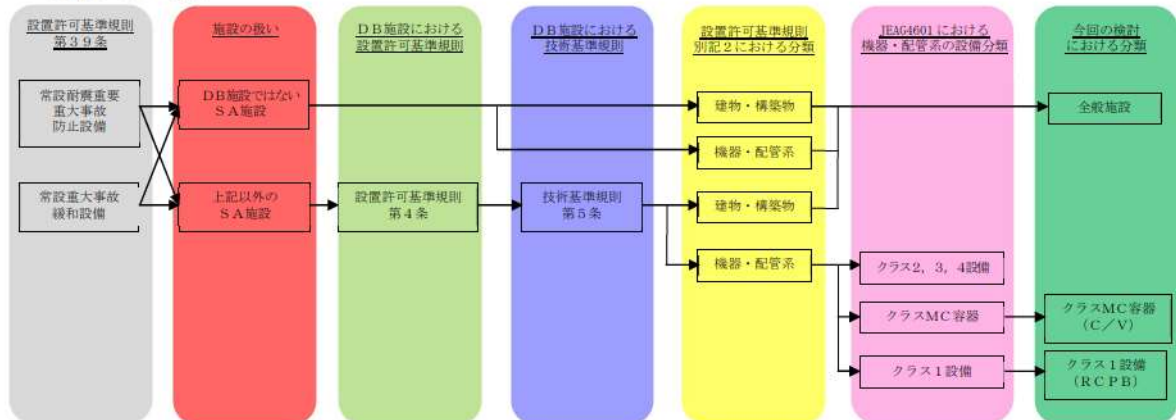 設置許可基準規則
第39条
常設耐震重要
重大事故
防止設備
常設重大事故
緩和設備
施設の扱い
DB施設ではない
SA施設
上記以外の
SA施設
DB施設における
設置許可基準規則
設置許可基準規則
第4条
DB施設における
技術基準規則
技術基準規則
第5条
設置許可基準規則
別記2における分類
建物・構築物
機器・配管系
建物・構築物
機器・配管系
JEAG4601における
機器・配管系の設備分類
クラス2,3,4設備
クラスMC容器
クラス1設備
今回の検討
における分類
全般施設
クラスMC容器
(C/V)
クラス1設備
(RCPB)